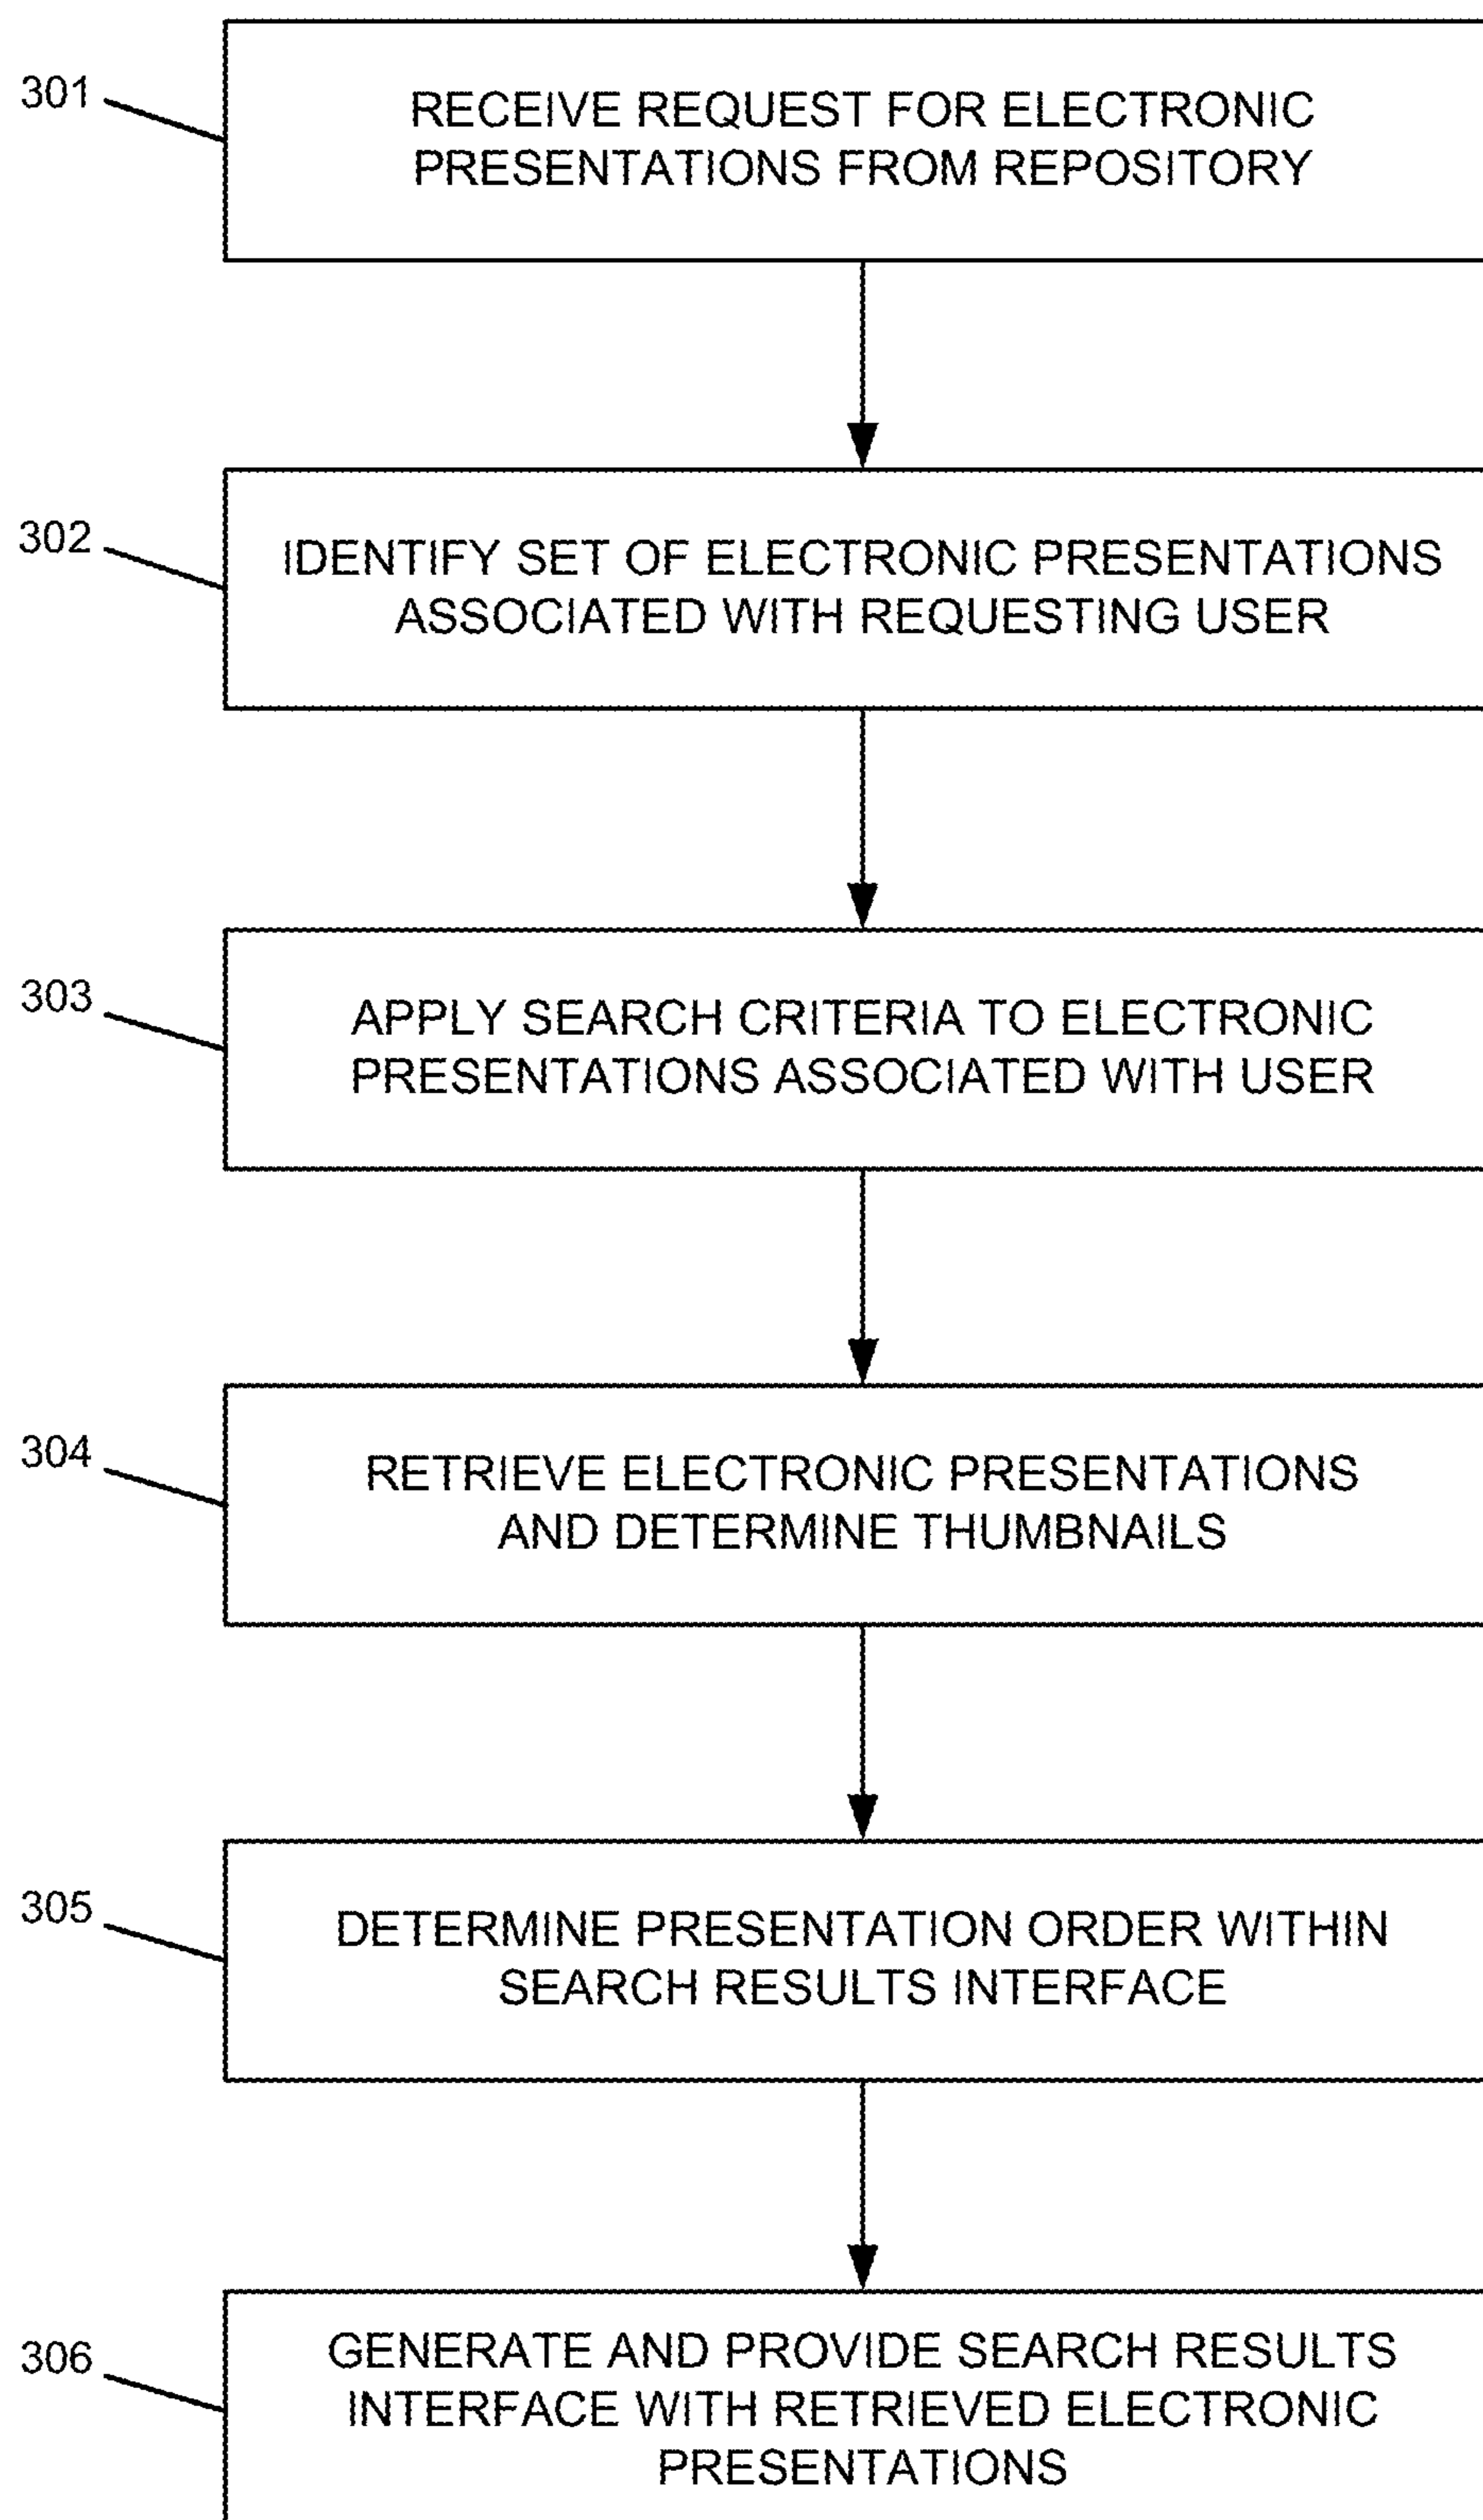 301
RECEIVE REQUEST FOR ELECTRONIC
PRESENTATIONS FROM REPOSITORY
302
IDENTIFY SET OF ELECTRONIC PRESENTATIONS
ASSOCIATED WITH REQUESTING USER
303
APPLY SEARCH CRITERIA TO ELECTRONIC
PRESENTATIONS ASSOCIATED WITH USER
304
RETRIEVE ELECTRONIC PRESENTATIONS
AND DETERMINE THUMBNAILS
305
DETERMINE PRESENTATION ORDER WITHIN
SEARCH RESULTS INTERFACE
306
GENERATE AND PROVIDE SEARCH RESULTS
INTERFACE WITH RETRIEVED ELECTRONIC
PRESENTATIONS